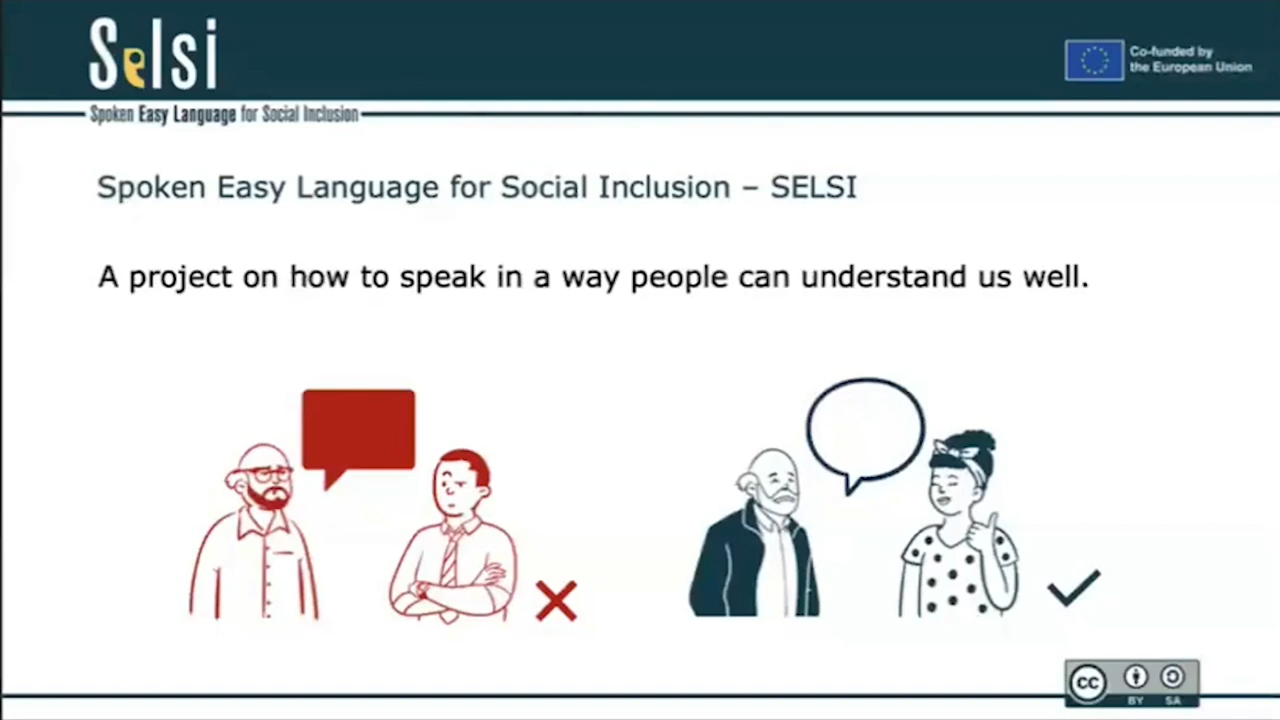 Selsi
Co-funded by
the European Union
Spoken Easy Language for Social Inclusion
Spoken Easy Language for Social Inclusion – SELSI
A project on how to speak in a way people can understand us well.
CC
BY SA